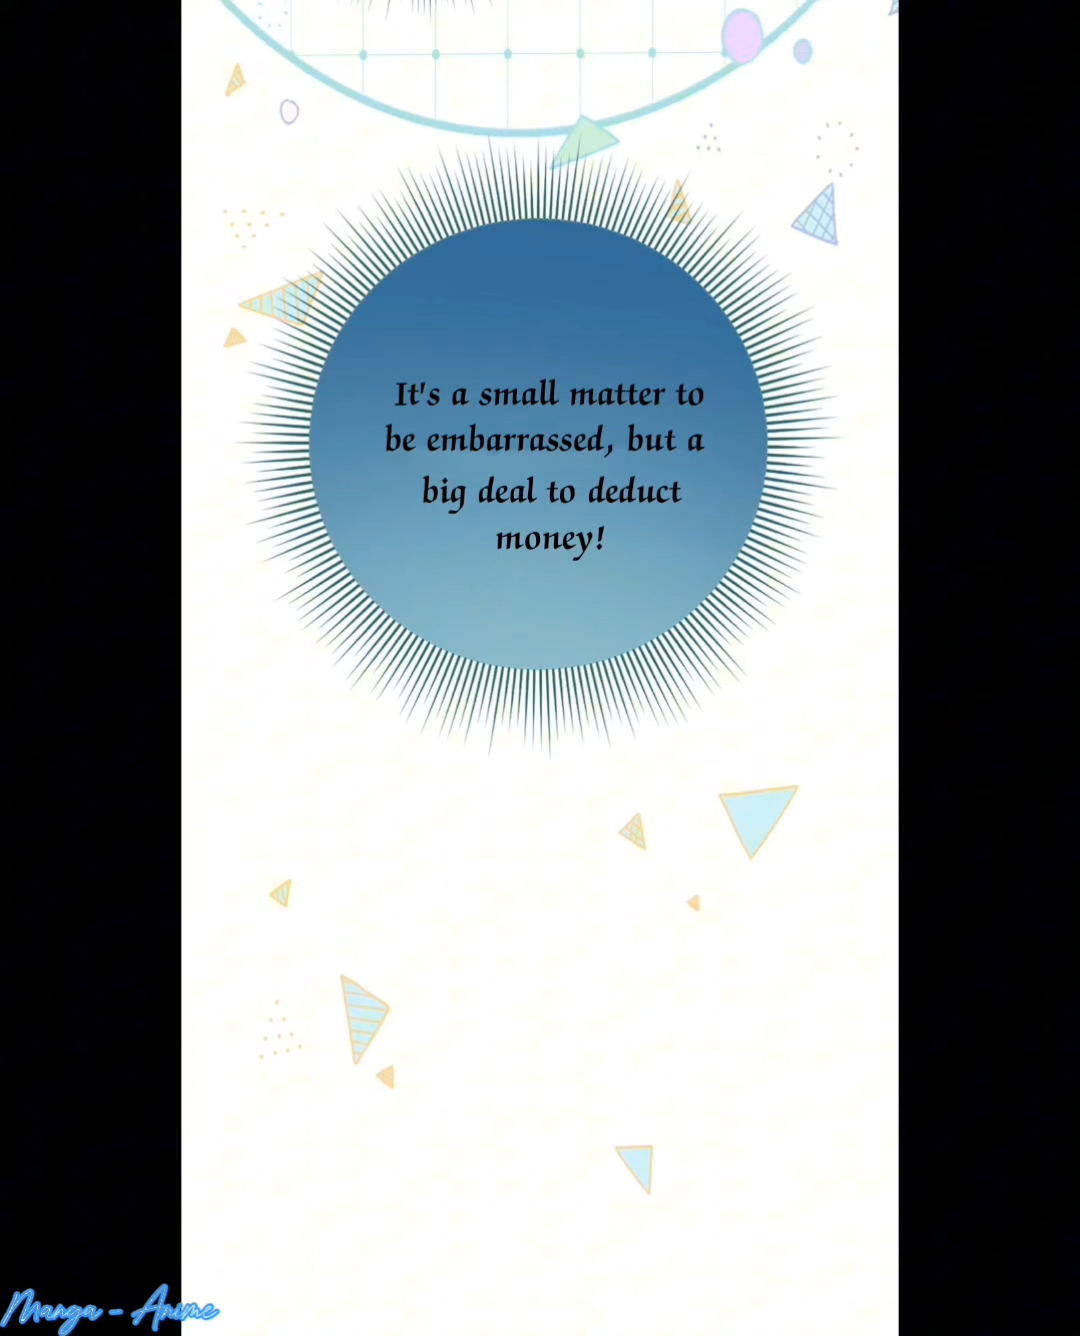 It's a small matter to
be embarrassed, but a
big deal to deduct
money!
Manga - Anime